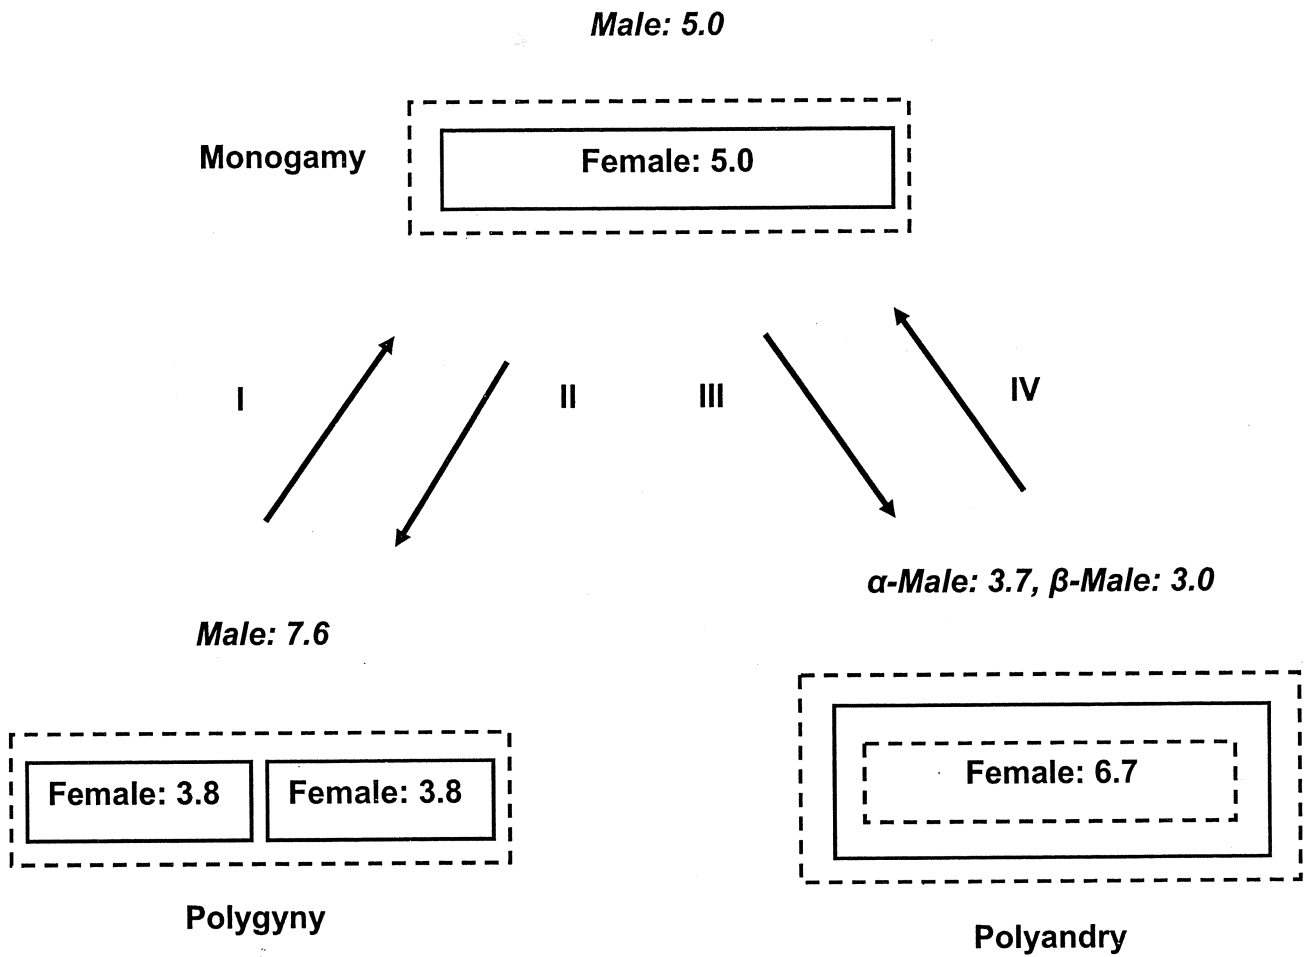 Male: 5.0
Monogamy
Female: 5.0
I
II
III
IV
α-Male: 3.7, β-Male: 3.0
Male: 7.6
Female: 3.8
Female: 3.8
Female: 6.7
Polygyny
Polyandry